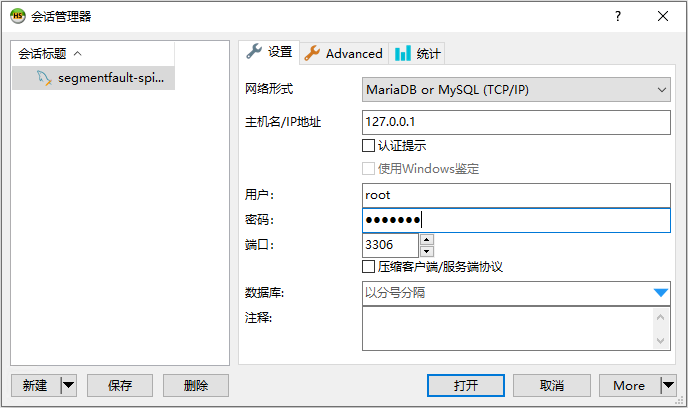 HS 会话管理器
会话标题
segmentfault-spi...
设置
Advanced
统计
网络形式
MariaDB or MySQL (TCP/IP)
主机名/IP地址
127.0.0.1
认证提示
使用Windows鉴定
用户:
root
密码:
●●●●●●●
端口:
3306
压缩客户端/服务端协议
数据库:
以分号分隔
注释:
新建
保存
删除
打开
取消
More